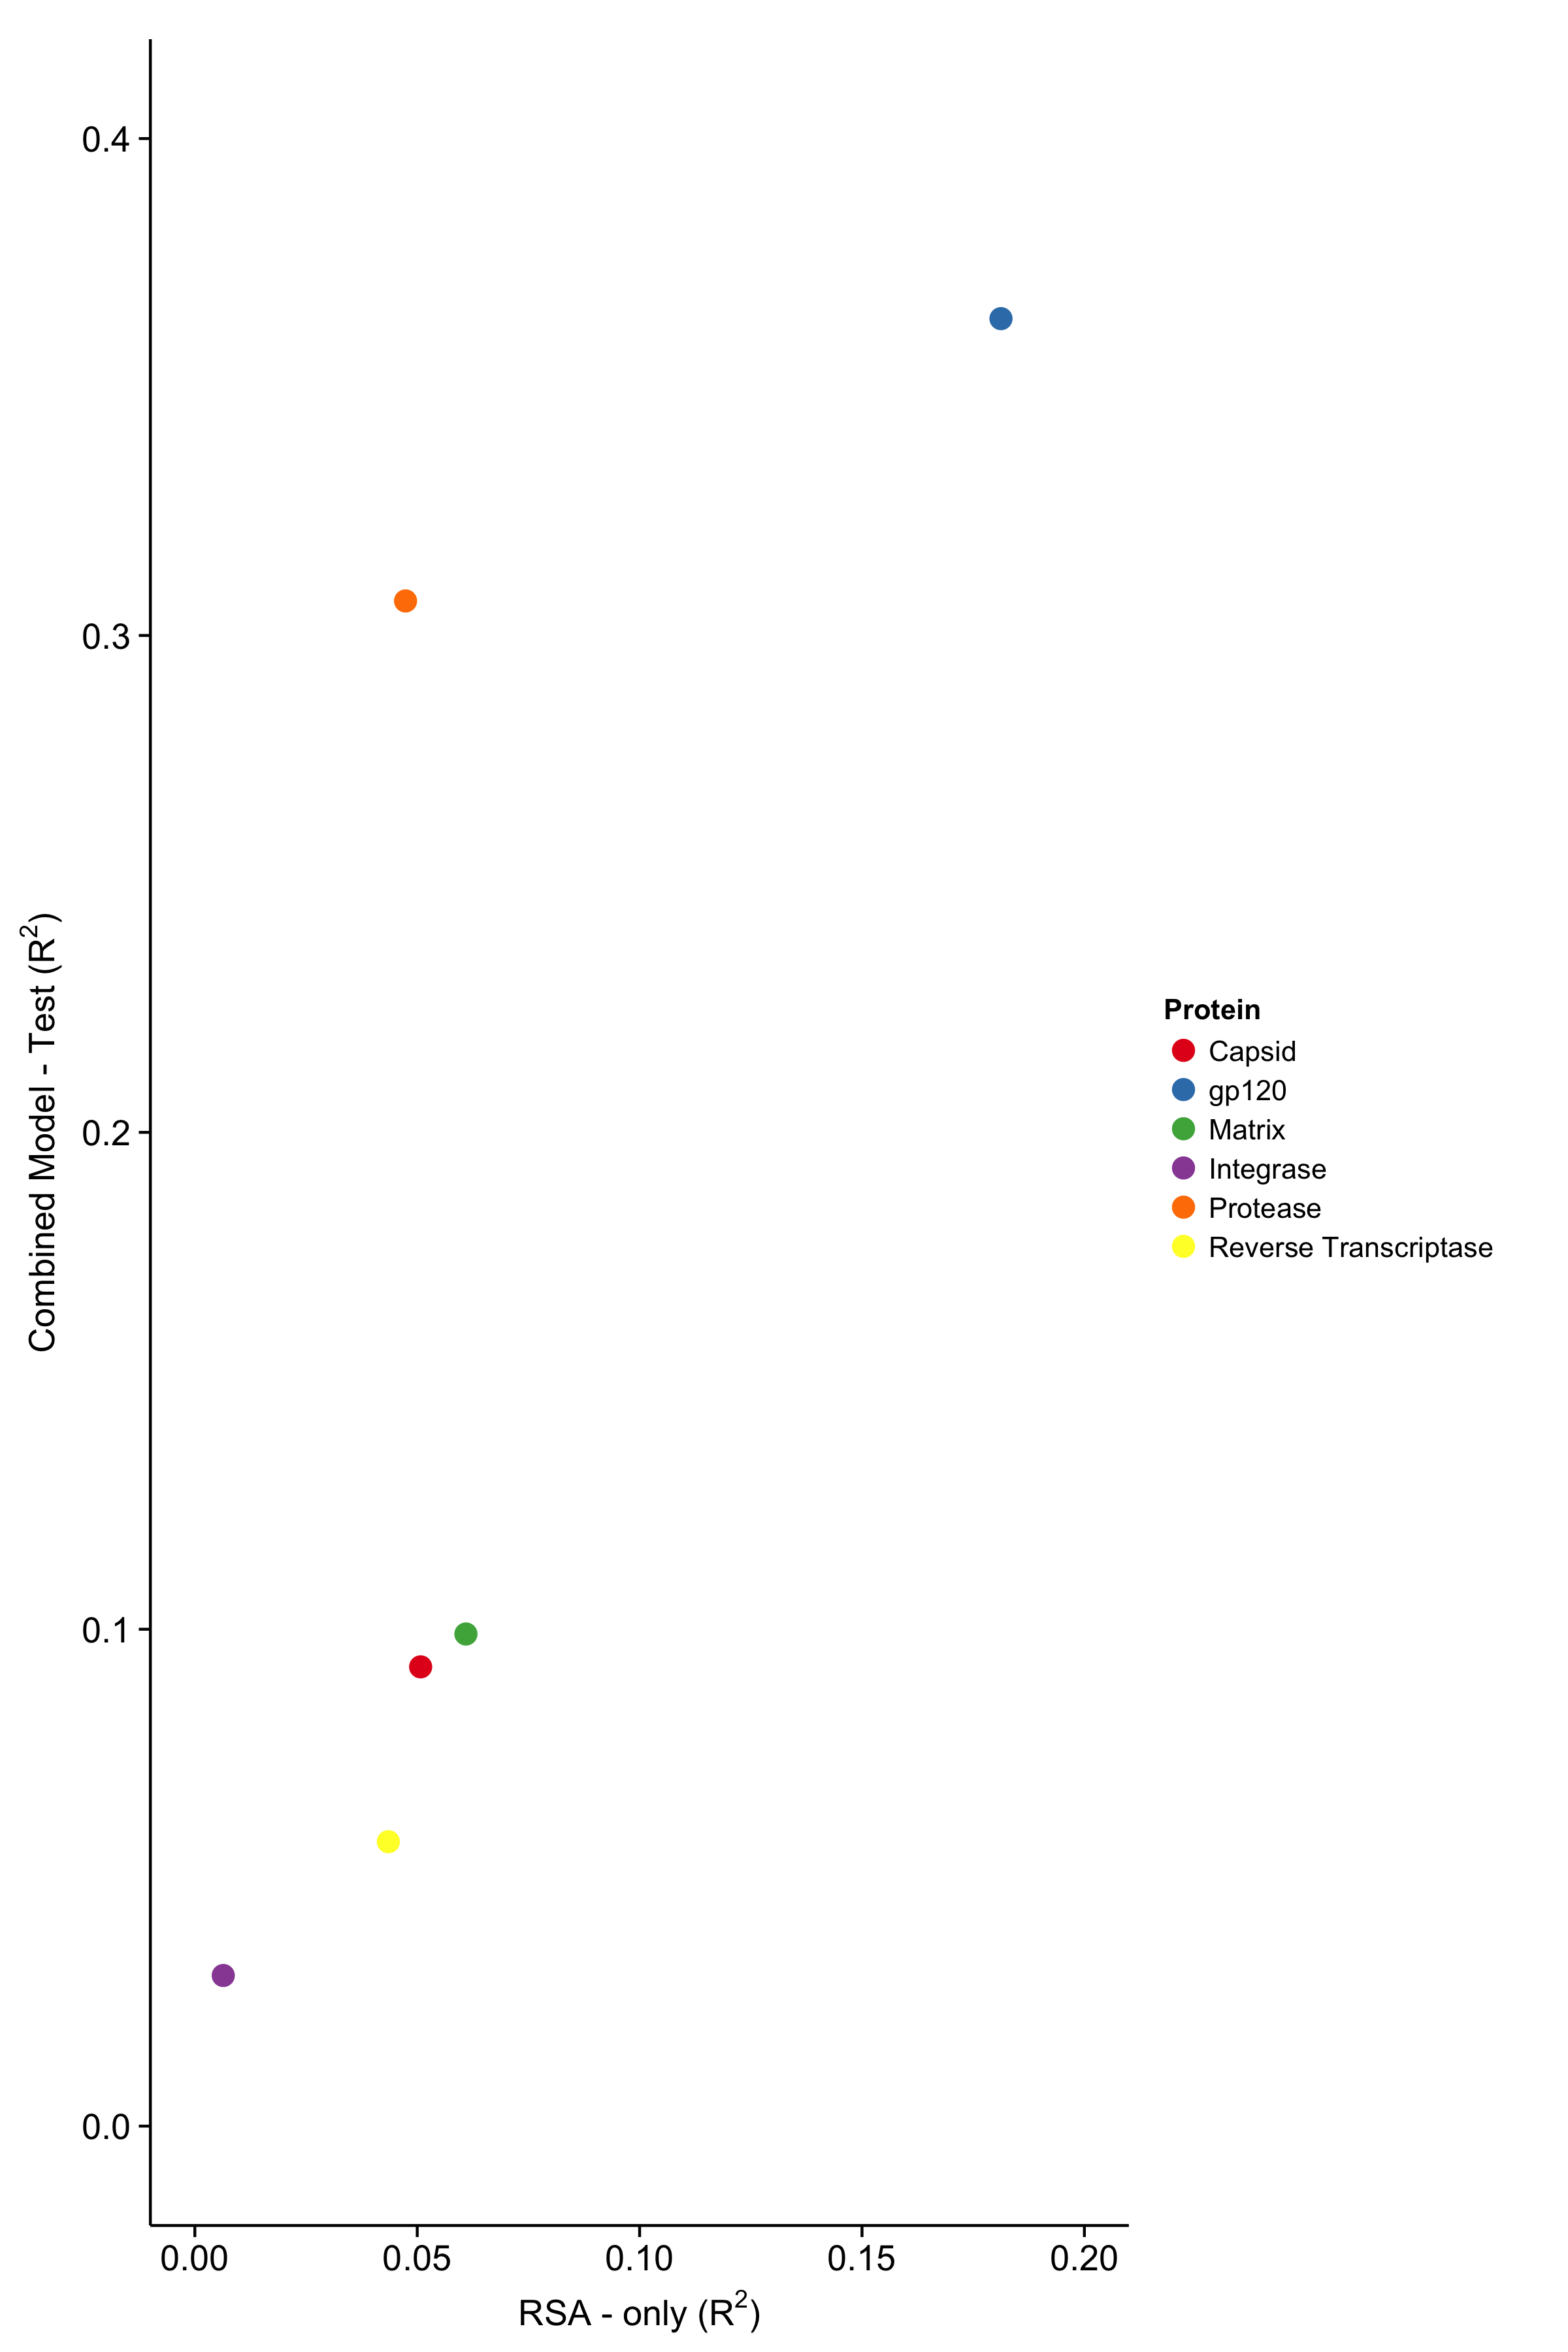 0.4
0.3
0.2
0.1
0.0
Combined Model - Test (R²)
0.00 0.05 0.10 0.15 0.20
RSA - only (R²)
Protein
Capsid
gp120
Matrix
Integrase
Protease
Reverse Transcriptase